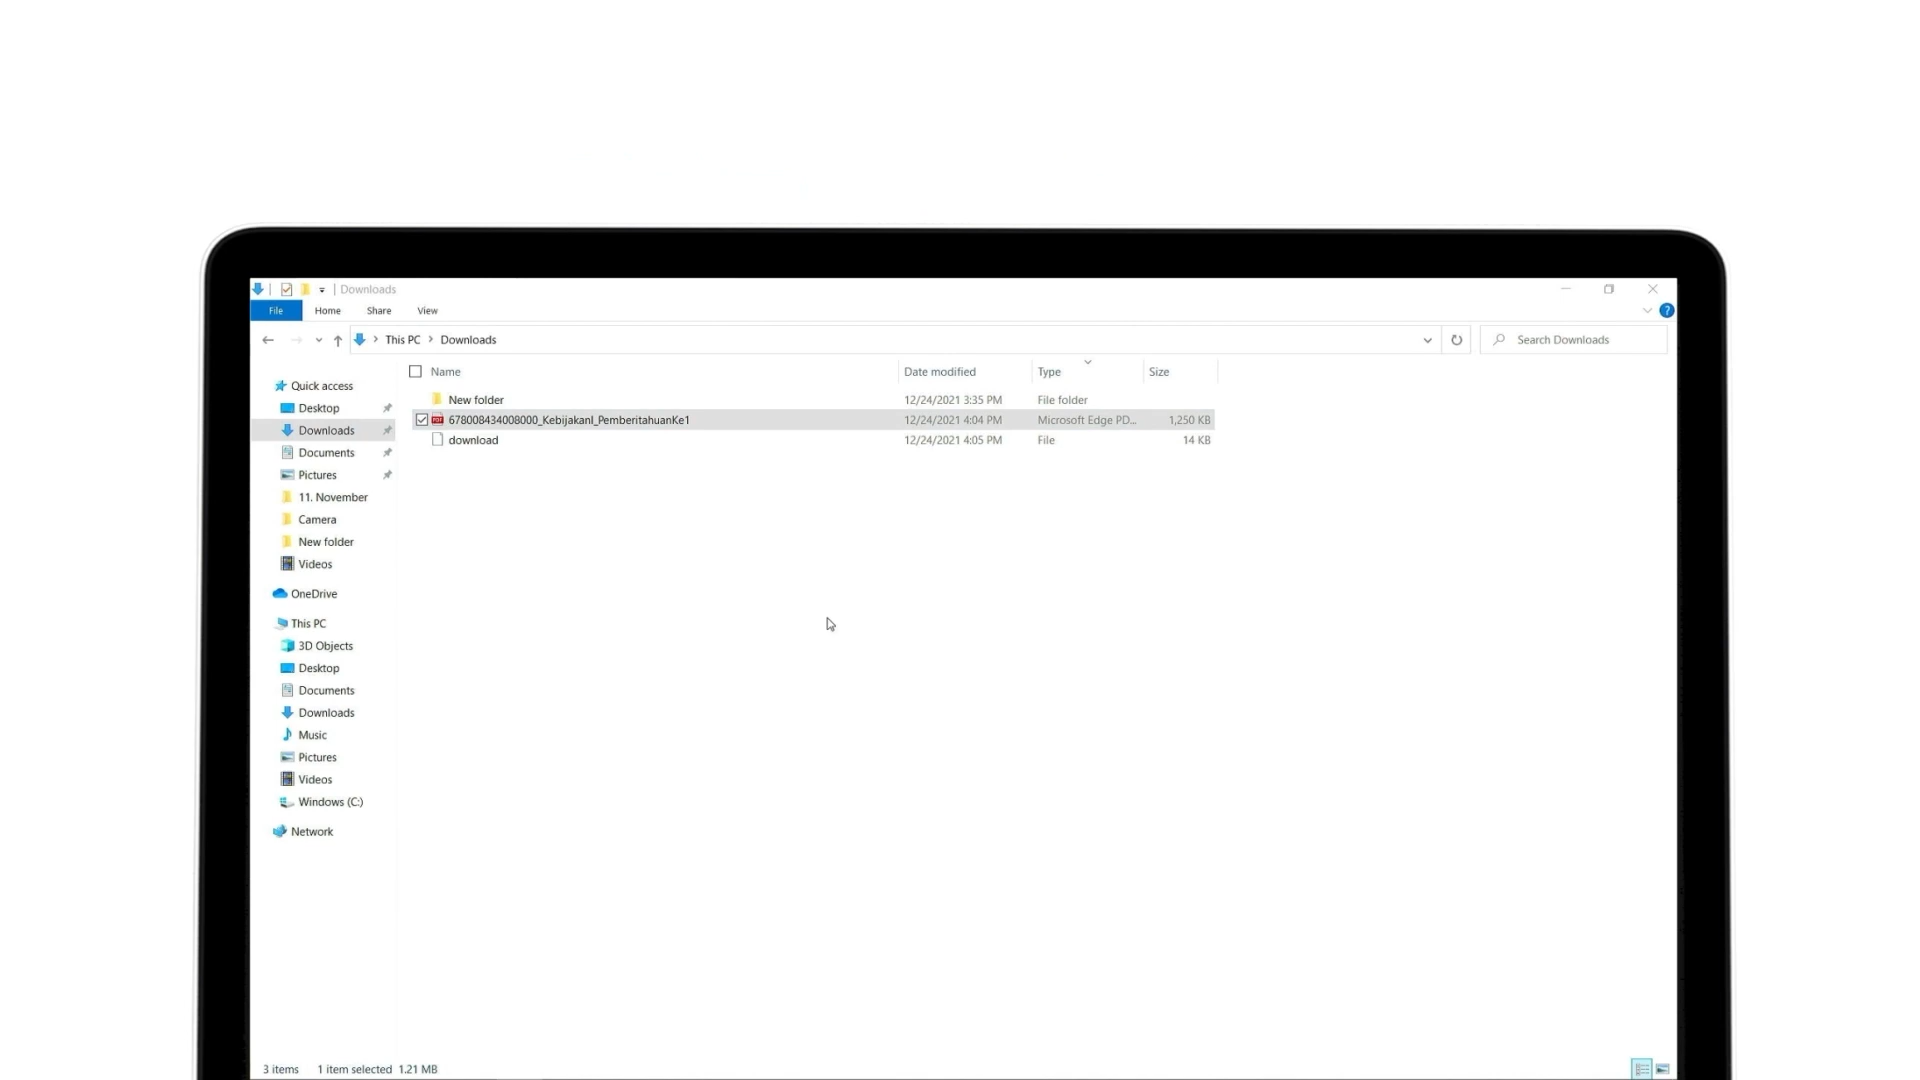 Downloads
File Home Share View
This PC Downloads
Search Downloads
Name Date modified Type Size
New folder 12/24/2021 3:35 PM File folder
678008434008000_KebijakanI_PemberitahuanKe1 12/24/2021 4:04 PM Microsoft Edge PD... 1,250 KB
download 12/24/2021 4:05 PM File 14 KB
Quick access
Desktop
Downloads
Documents
Pictures
11. November
Camera
New folder
Videos
OneDrive
This PC
3D Objects
Desktop
Documents
Downloads
Music
Pictures
Videos
Windows (C:)
Network
3 items 1 item selected 1.21 MB